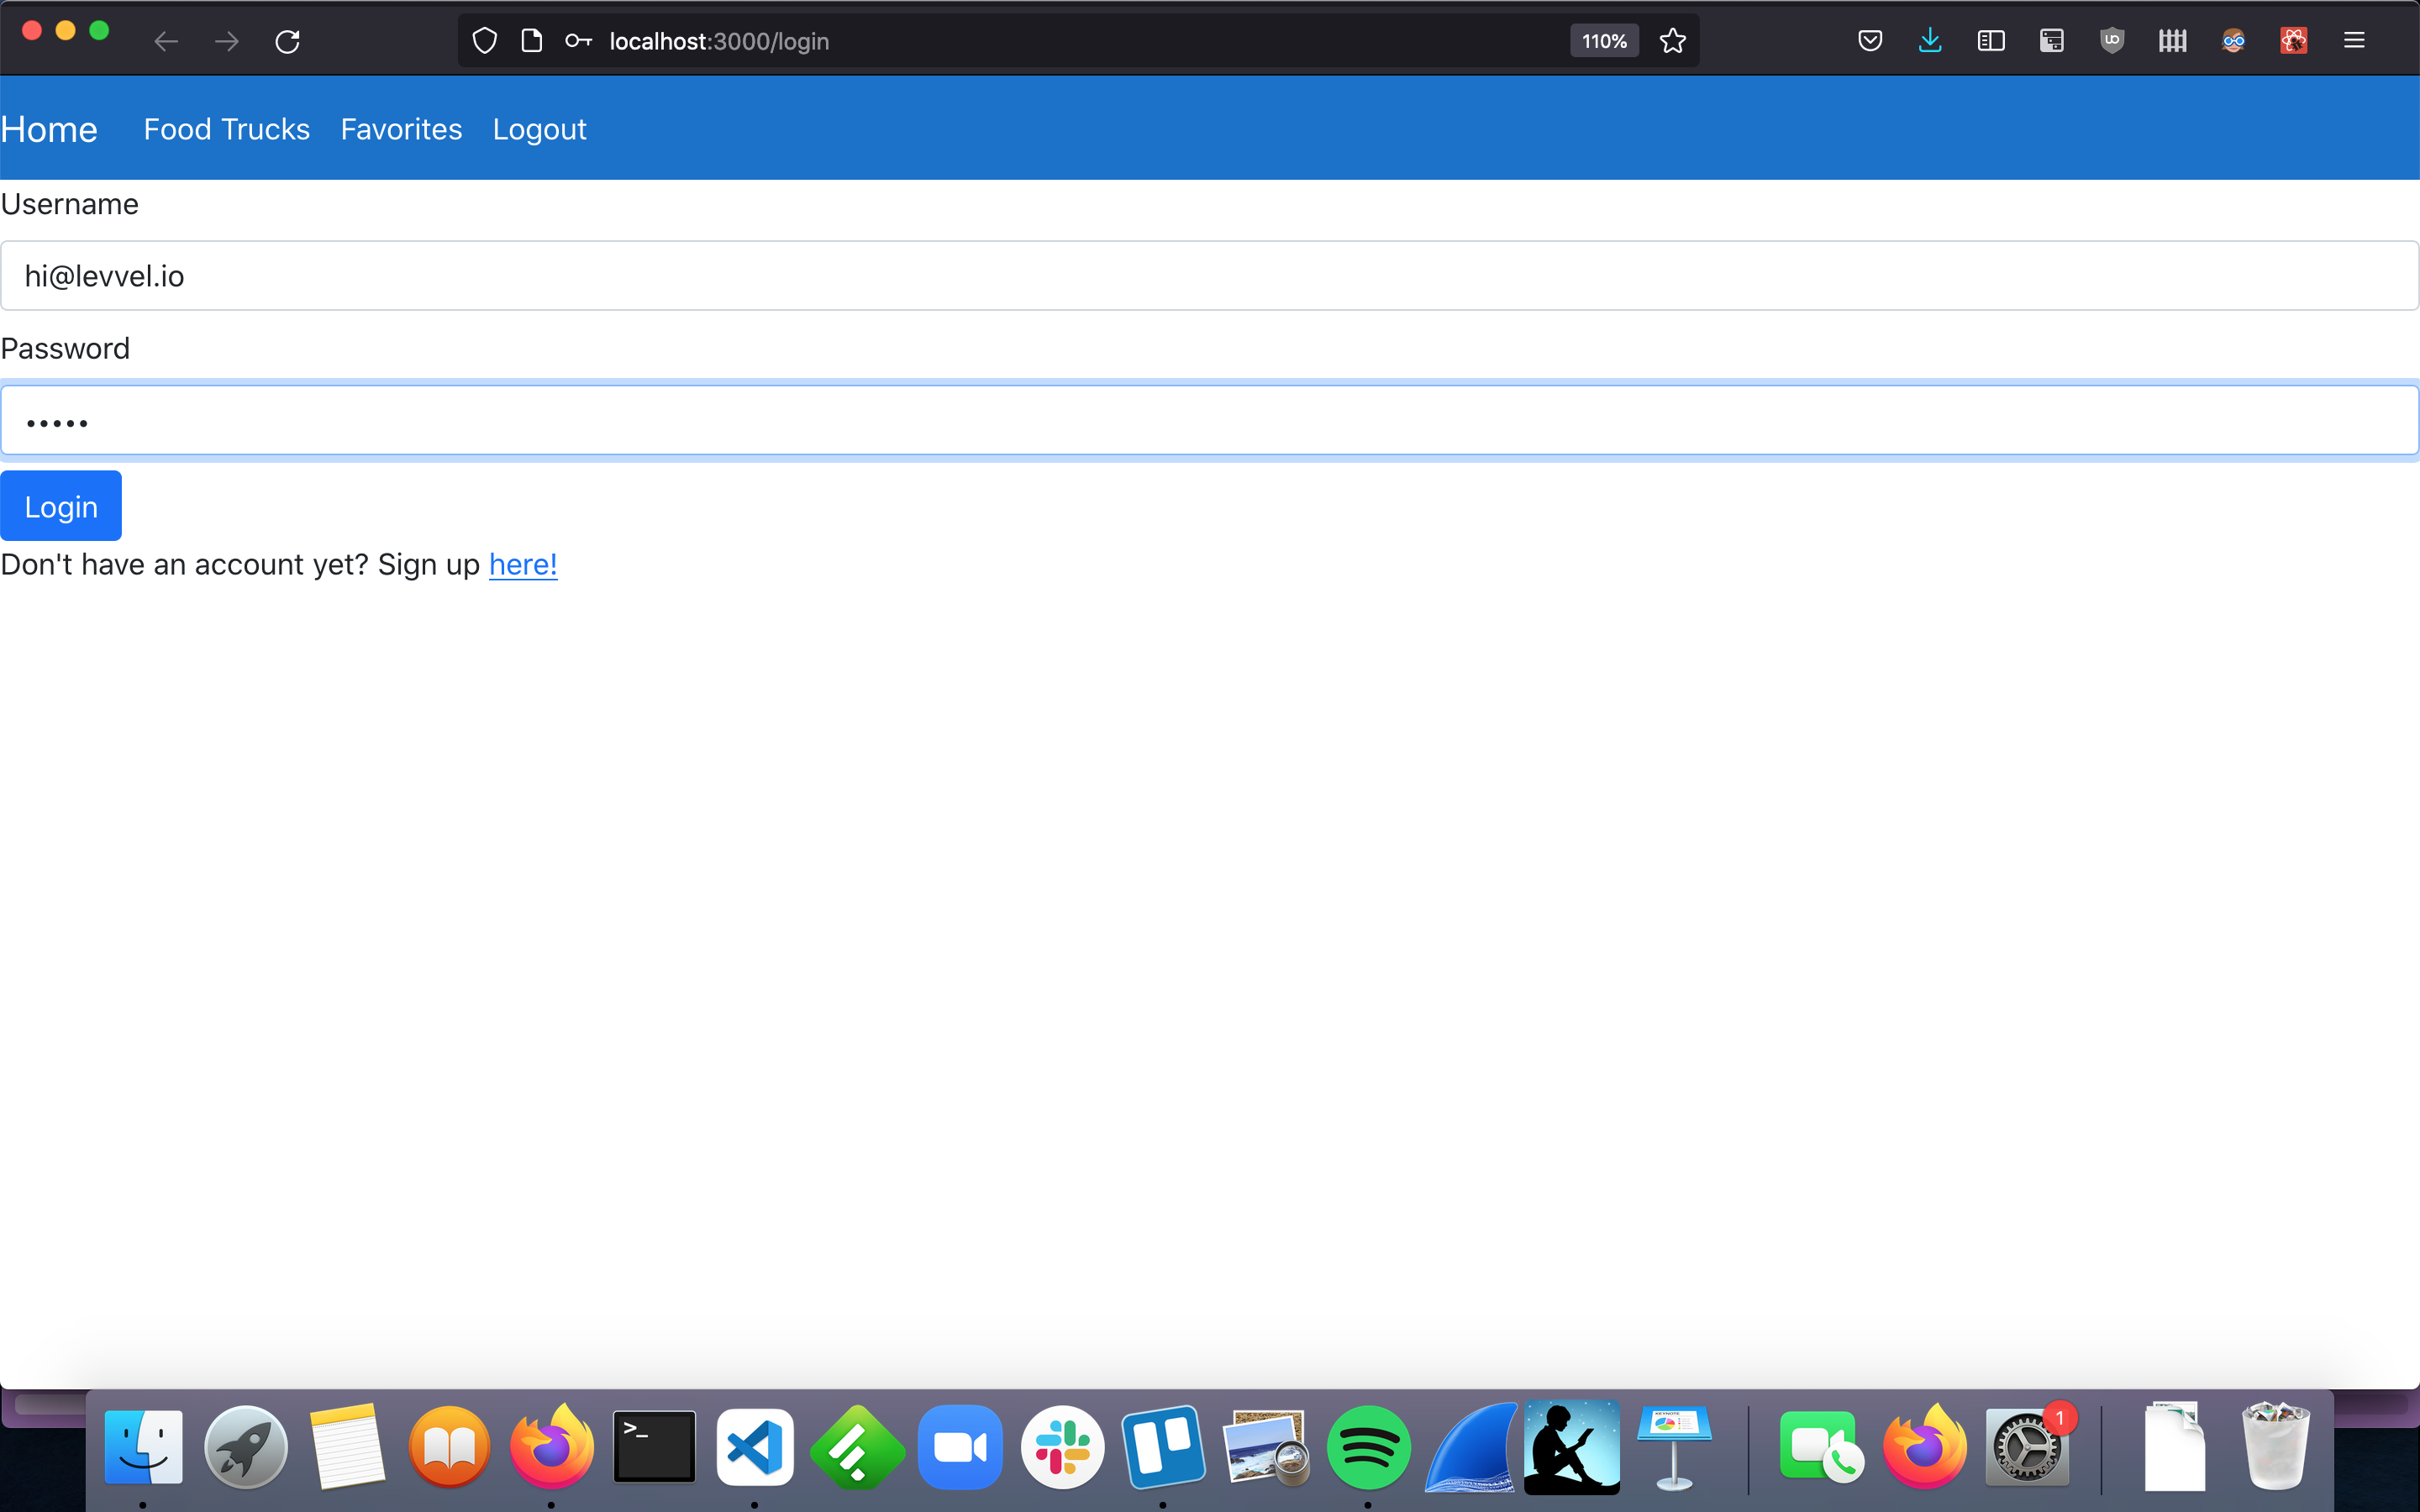 localhost:3000/login
110%
Home Food Trucks Favorites Logout
Username
hi@levvel.io
Password
•••••
Login
Don't have an account yet? Sign up here!
>_
KEYNOTE
1